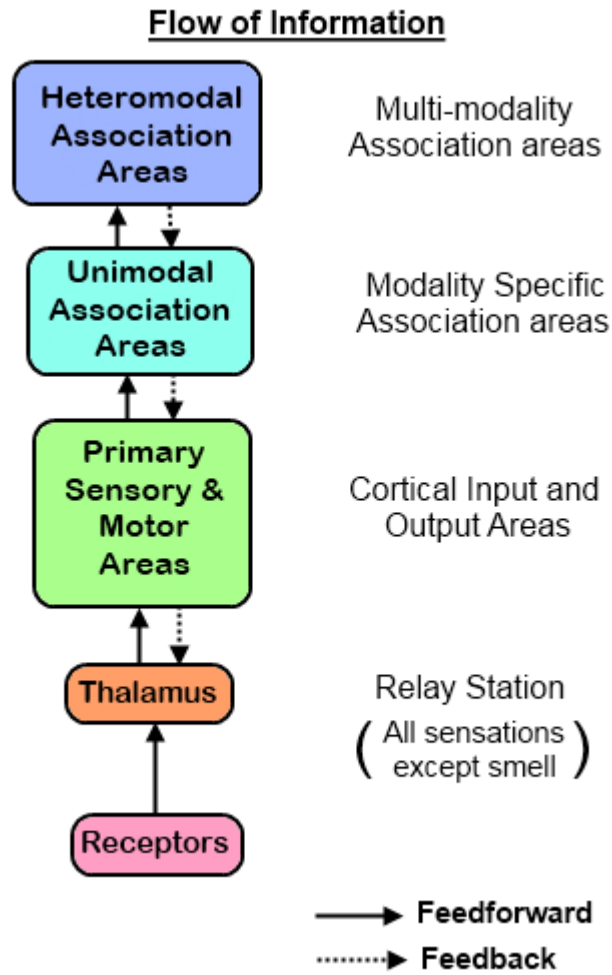 Flow of Information
Heteromodal
Association
Areas
Multi-modality
Association areas
Unimodal
Association
Areas
Modality Specific
Association areas
Primary
Sensory &
Motor
Areas
Cortical Input and
Output Areas
Thalamus
Relay Station
( All sensations
except smell )
Receptors
Feedforward
Feedback